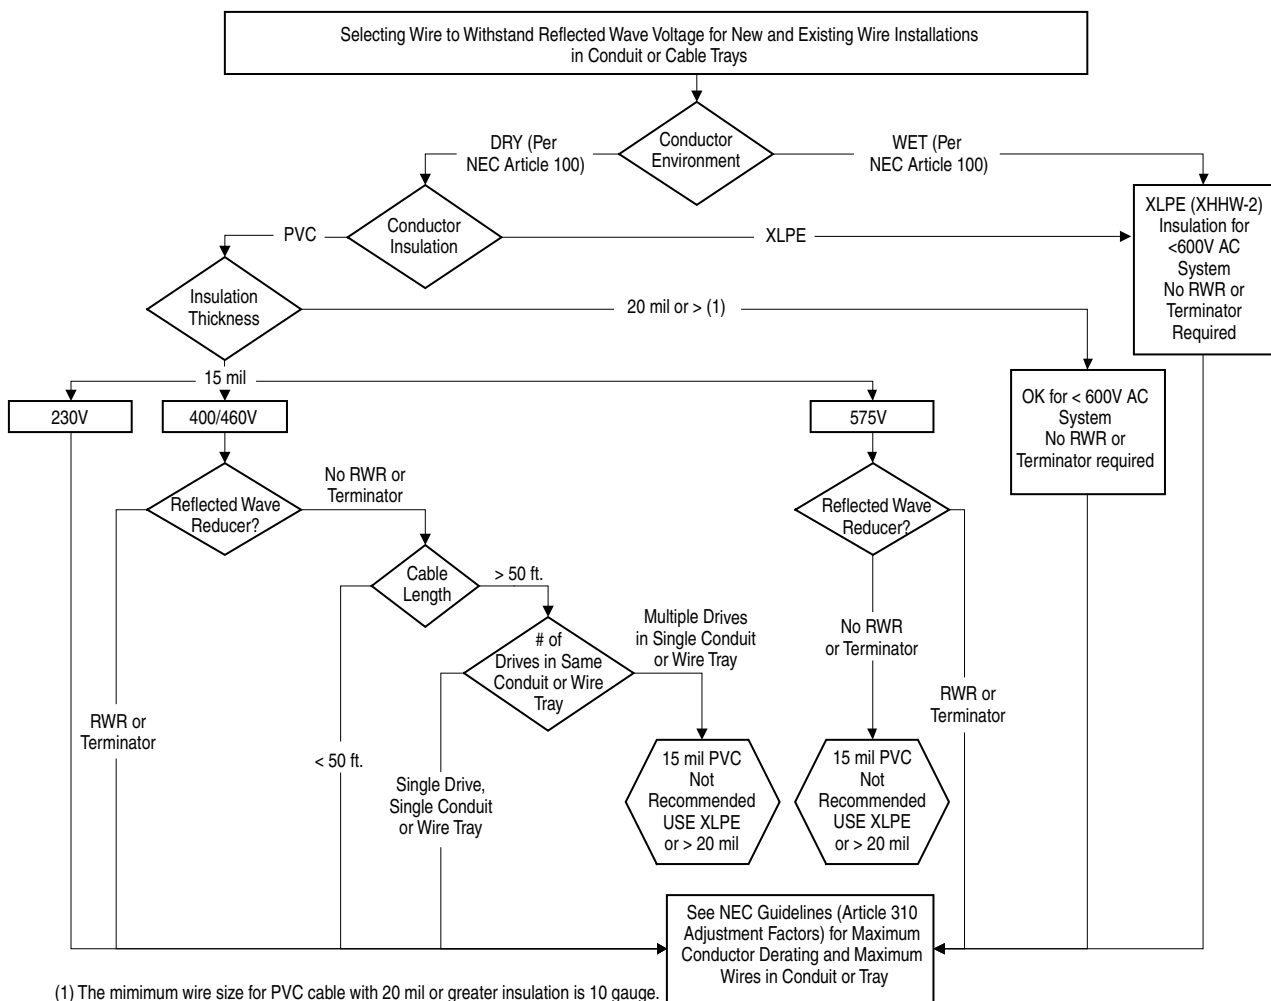 Selecting Wire to Withstand Reflected Wave Voltage for New and Existing Wire Installations
in Conduit or Cable Trays
DRY (Per
NEC Article 100)
Conductor
Environment
WET (Per
NEC Article 100)
XLPE (XHHW-2)
Insulation for
<600V AC
System
No RWR or
Terminator
Required
PVC
Conductor
Insulation
XLPE
Insulation
Thickness
20 mil or > (1)
15 mil
OK for < 600V AC
System
No RWR or
Terminator required
230V
400/460V
575V
Reflected Wave
Reducer?
No RWR or
Terminator
Reflected Wave
Reducer?
Cable
Length
> 50 ft.
# of
Drives in Same
Conduit or Wire
Tray
Multiple Drives
in Single Conduit
or Wire Tray
No RWR
or Terminator
RWR or
Terminator
RWR or
Terminator
< 50 ft.
Single Drive,
Single Conduit
or Wire Tray
15 mil PVC
Not
Recommended
USE XLPE
or > 20 mil
15 mil PVC
Not
Recommended
USE XLPE
or > 20 mil
See NEC Guidelines (Article 310
Adjustment Factors) for Maximum
Conductor Derating and Maximum
Wires in Conduit or Tray
(1) The mimimum wire size for PVC cable with 20 mil or greater insulation is 10 gauge.